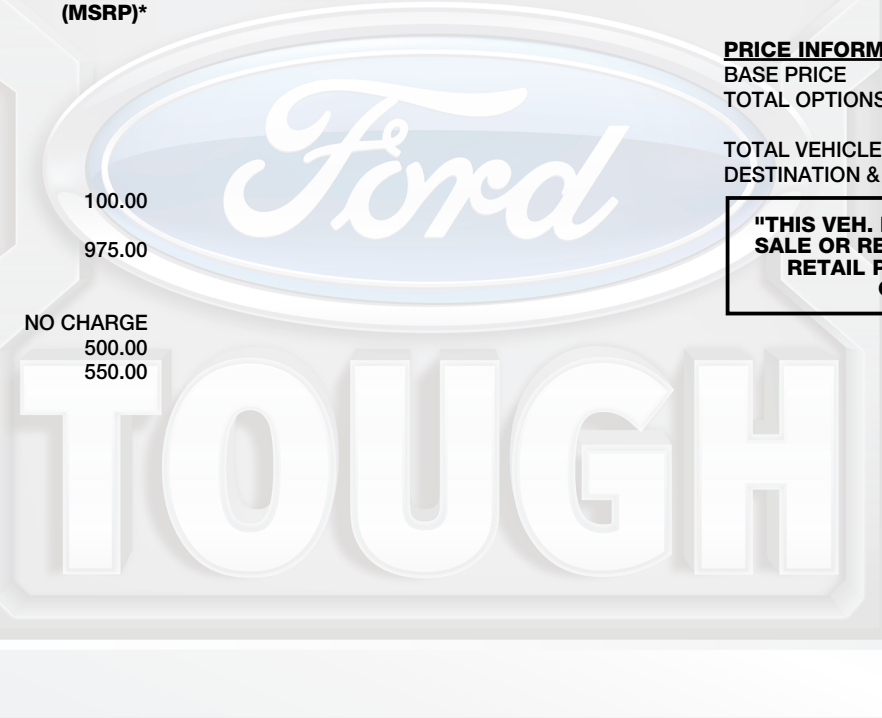 (MSRP)*
PRICE INFORM
BASE PRICE
TOTAL OPTIONS
TOTAL VEHICLE
DESTINATION &
100.00
975.00
"THIS VEH.
SALE OR RE
RETAIL P
NO CHARGE
500.00
550.00
Ford
TOUGH